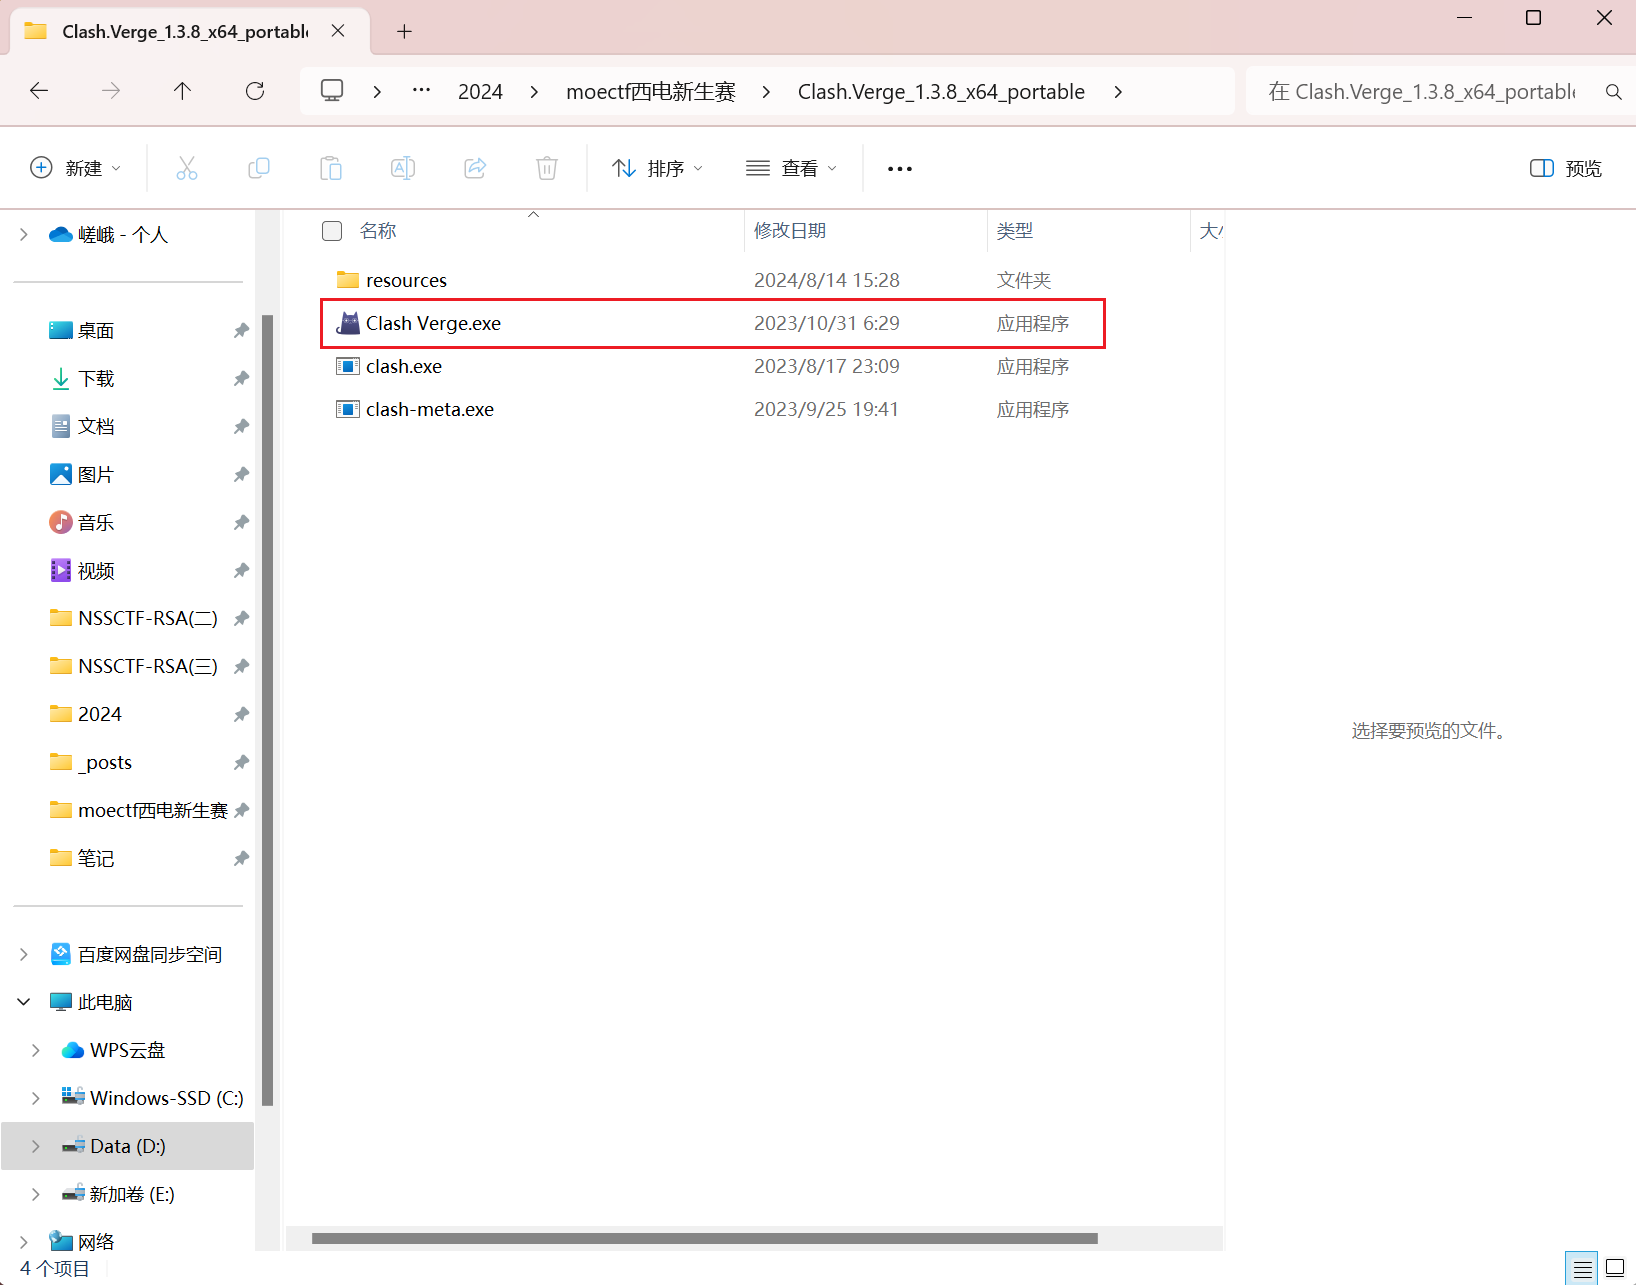 Clash.Verge_1.3.8_x64_portabl
2024
moectf西电新生赛
Clash.Verge_1.3.8_x64_portable
在 Clash.Verge_1.3.8_x64_portabl
新建
排序
查看
预览
嵯峨 - 个人
桌面
下载
文档
图片
音乐
视频
NSSCTF-RSA(二)
NSSCTF-RSA(三)
2024
_posts
moectf西电新生赛
笔记
百度网盘同步空间
此电脑
WPS云盘
Windows-SSD (C:)
Data (D:)
新加卷 (E:)
网络
名称 修改日期 类型 大
resources 2024/8/14 15:28 文件夹
Clash Verge.exe 2023/10/31 6:29 应用程序
clash.exe 2023/8/17 23:09 应用程序
clash-meta.exe 2023/9/25 19:41 应用程序
选择要预览的文件。
4 个项目